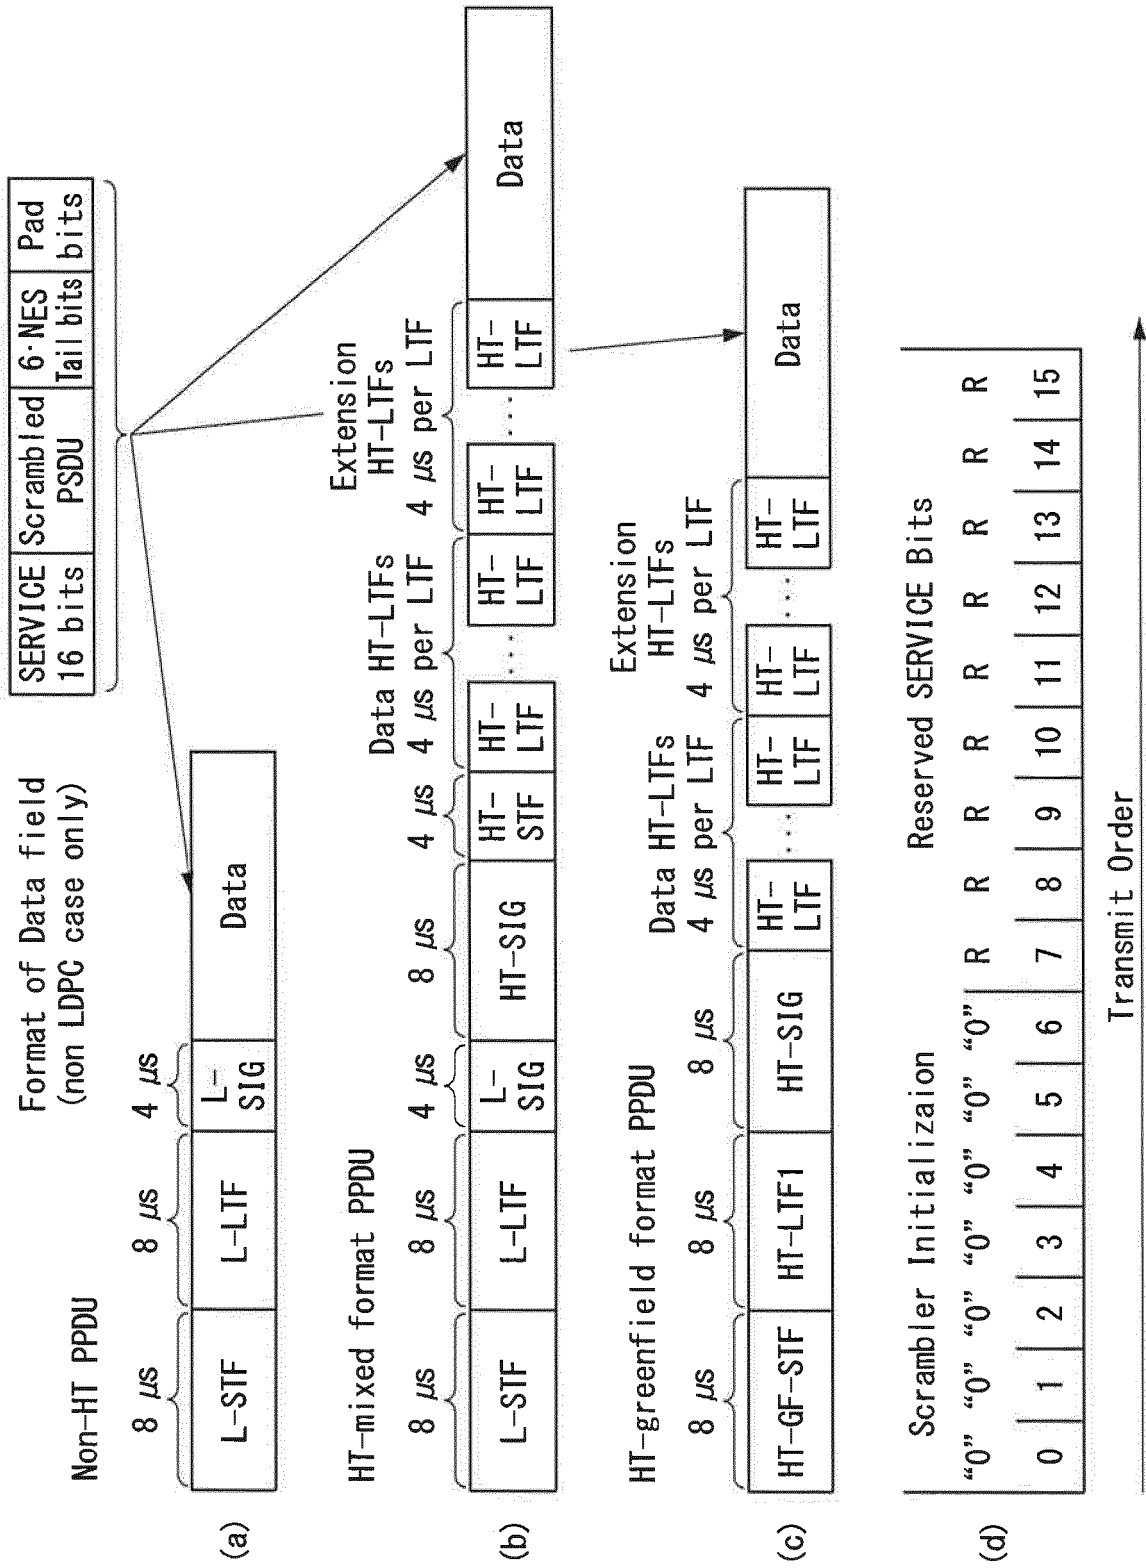 Format of Data field
(non LDPC case only)
SERVICE
16 bits
Scrambled
PSDU
6·NES
Tail bits
Pad
bits
Non-HT PPDU
8 μs
8 μs
4 μs
(a)
L-STF
L-LTF
L-
SIG
Data
HT-mixed format PPDU
8 μs
8 μs
4 μs
8 μs
4 μs
Data HT-LTFs
4 μs per LTF
Extension
HT-LTFs
4 μs per LTF
(b)
L-STF
L-LTF
L-
SIG
HT-SIG
HT-
STF
HT-
LTF
····
HT-
LTF
HT-
LTF
····
HT-
LTF
Data
HT-greenfield format PPDU
8 μs
8 μs
8 μs
Data HT-LTFs
4 μs per LTF
Extension
HT-LTFs
4 μs per LTF
(c)
HT-GF-STF
HT-LTF1
HT-SIG
HT-
LTF
····
HT-
LTF
HT-
LTF
····
HT-
LTF
Data
Scrambler Initializaion
Reserved SERVICE Bits
“0” “0” “0” “0” “0” “0” “0” R R R R R R R R R
(d)
0 1 2 3 4 5 6 7 8 9 10 11 12 13 14 15
Transmit Order